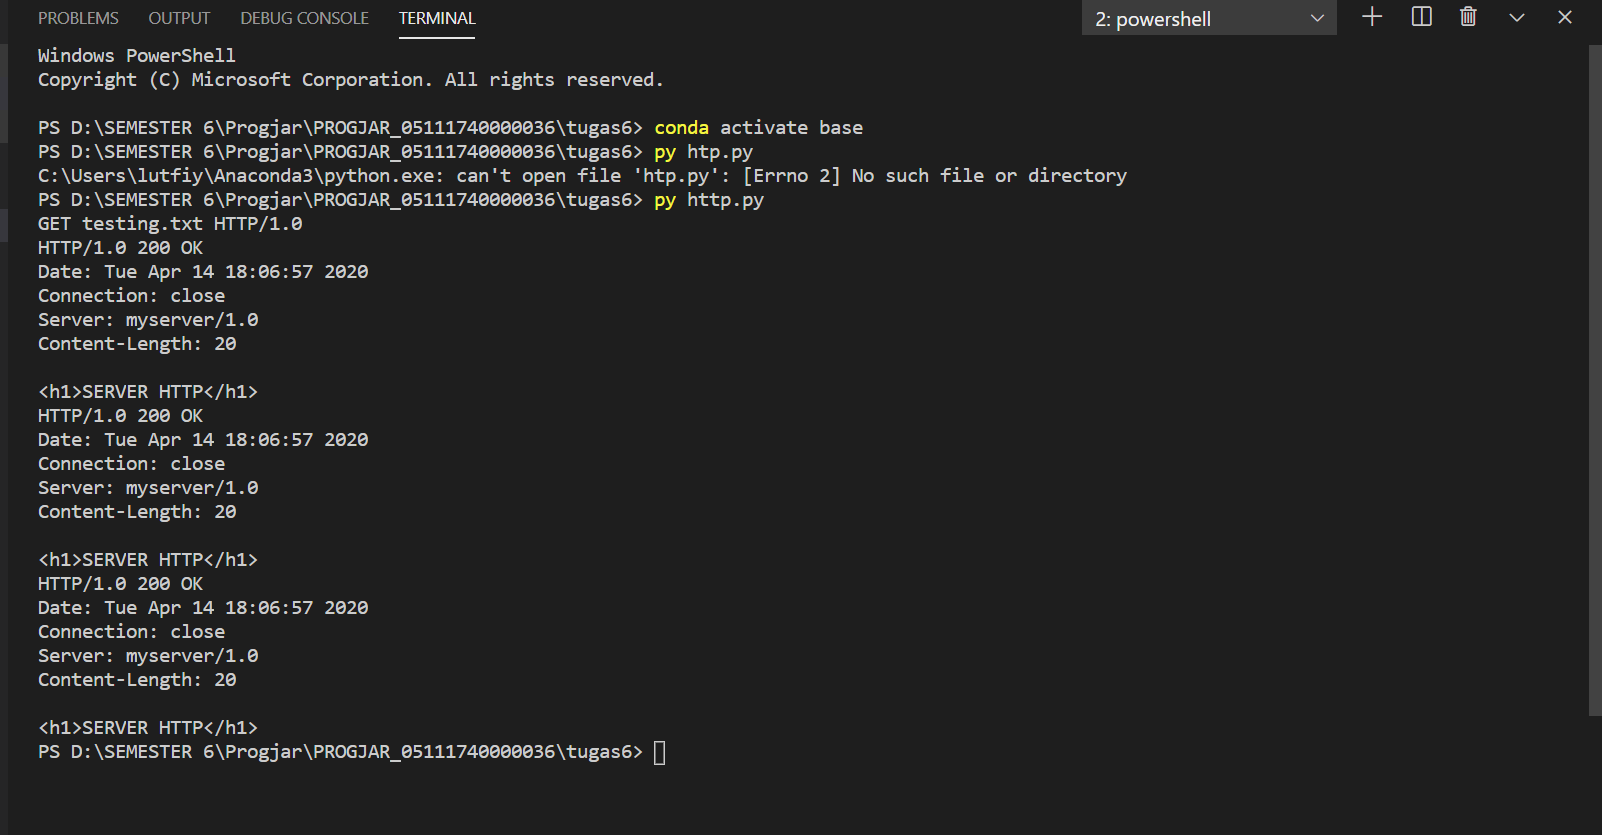 PROBLEMS OUTPUT DEBUG CONSOLE TERMINAL 2: powershell
Windows PowerShell
Copyright (C) Microsoft Corporation. All rights reserved.
PS D:\SEMESTER 6\Progjar\PROGJAR_05111740000036\tugas6> conda activate base
PS D:\SEMESTER 6\Progjar\PROGJAR_05111740000036\tugas6> py htp.py
C:\Users\lutfiy\Anaconda3\python.exe: can't open file 'htp.py': [Errno 2] No such file or directory
PS D:\SEMESTER 6\Progjar\PROGJAR_05111740000036\tugas6> py http.py
GET testing.txt HTTP/1.0
HTTP/1.0 200 OK
Date: Tue Apr 14 18:06:57 2020
Connection: close
Server: myserver/1.0
Content-Length: 20
<h1>SERVER HTTP</h1>
HTTP/1.0 200 OK
Date: Tue Apr 14 18:06:57 2020
Connection: close
Server: myserver/1.0
Content-Length: 20
<h1>SERVER HTTP</h1>
HTTP/1.0 200 OK
Date: Tue Apr 14 18:06:57 2020
Connection: close
Server: myserver/1.0
Content-Length: 20
<h1>SERVER HTTP</h1>
PS D:\SEMESTER 6\Progjar\PROGJAR_05111740000036\tugas6>